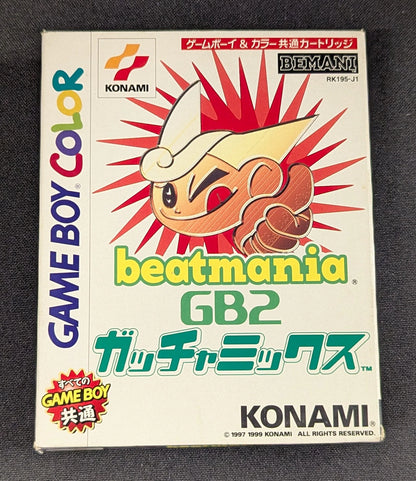 ゲームボーイ&カラー共通カートリッジ
KONAMI
BEMANI
RK195-J1
GAME BOY COLOR
beatmania®
GB2
ガッチャミックス™
すべての
GAME BOY
共通
KONAMI®
© 1997 1999 KONAMI ALL RIGHTS RESERVED.